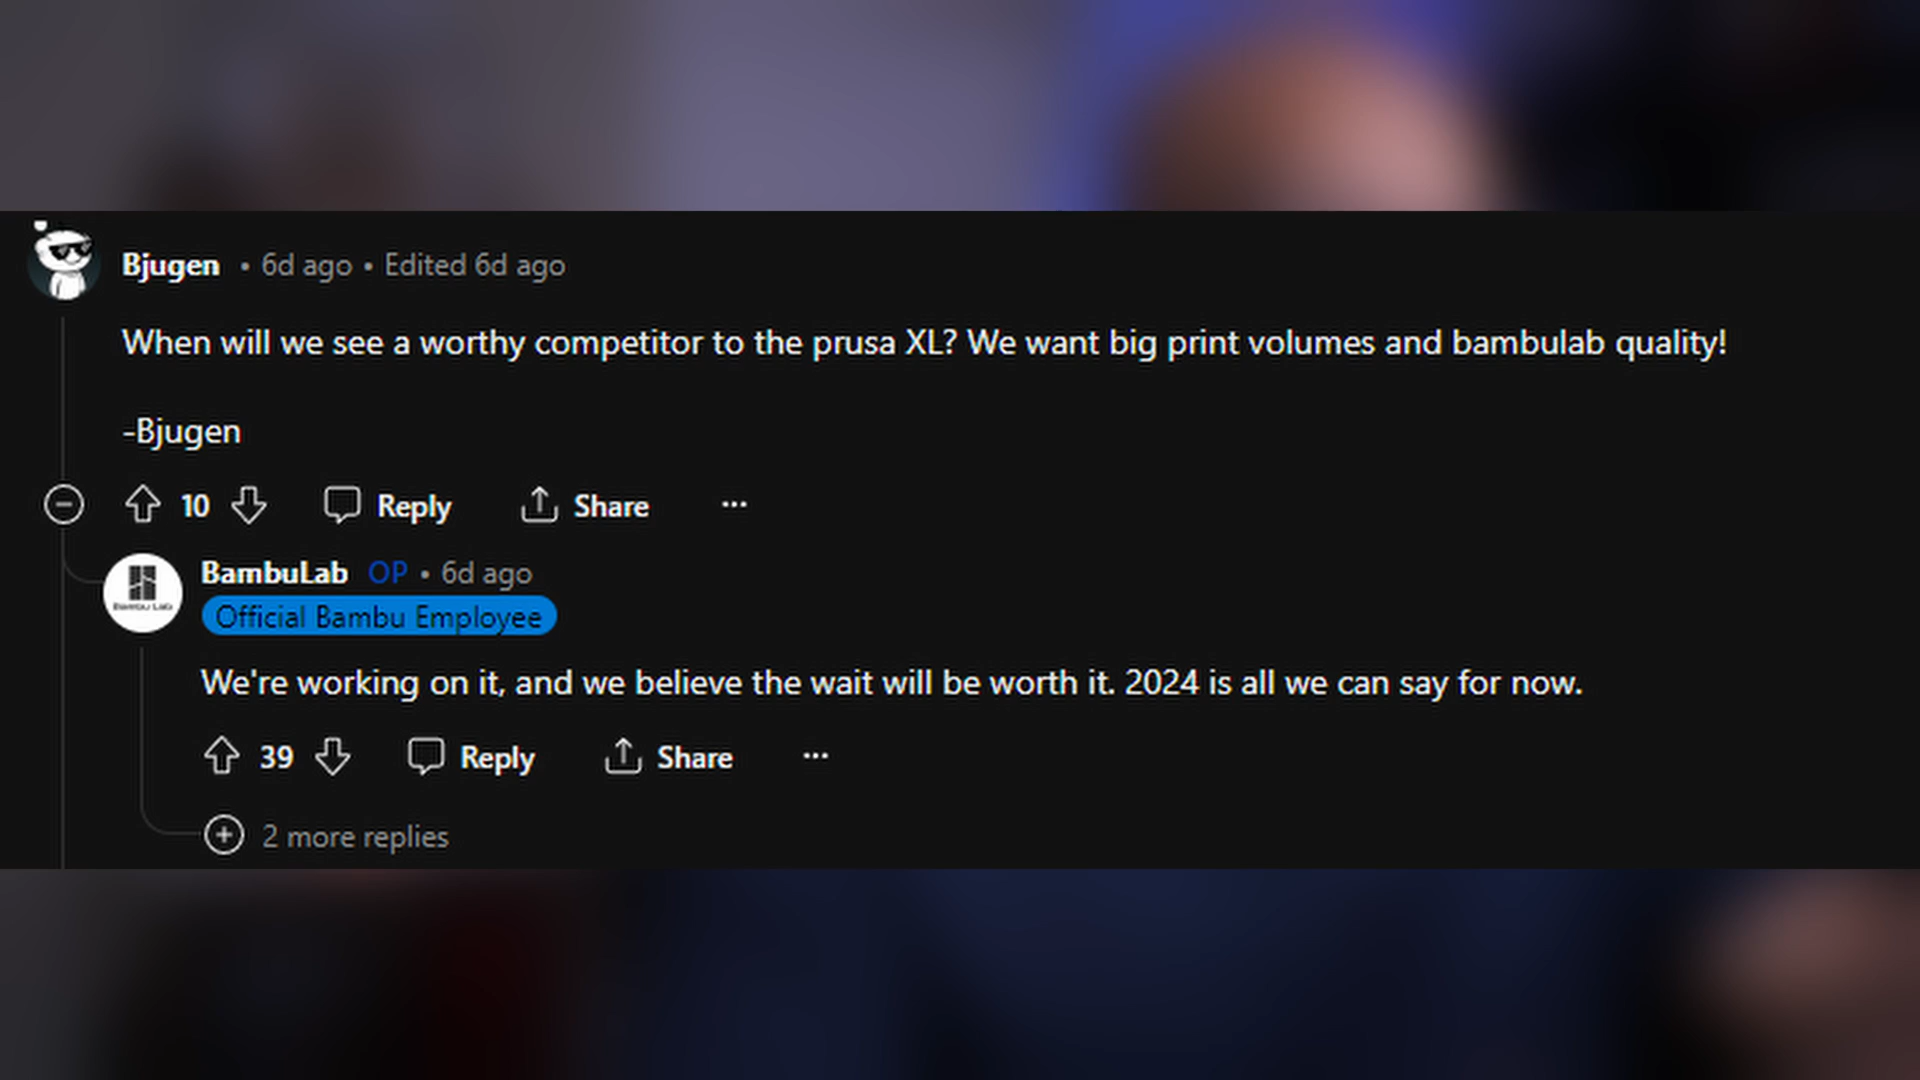 Bjugen • 6d ago • Edited 6d ago
When will we see a worthy competitor to the prusa XL? We want big print volumes and bambulab quality!
-Bjugen
10 Reply Share ...
BambuLab OP • 6d ago
Bambu Lab
Official Bambu Employee
We're working on it, and we believe the wait will be worth it. 2024 is all we can say for now.
39 Reply Share ...
2 more replies